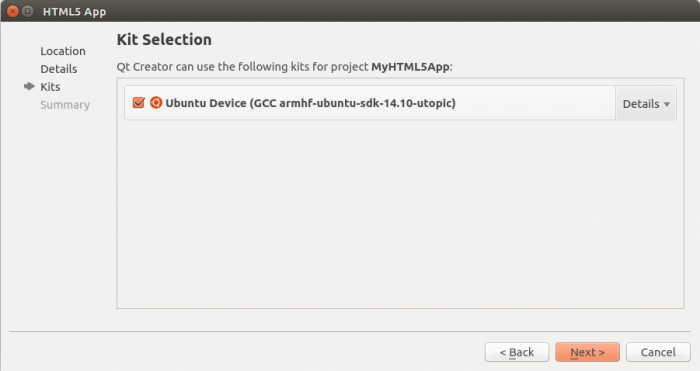 HTML5 App
Location
Details
Kits
Summary
Kit Selection
Qt Creator can use the following kits for project MyHTML5App:
Ubuntu Device (GCC armhf-ubuntu-sdk-14.10-utopic)
Details
< Back
Next >
Cancel